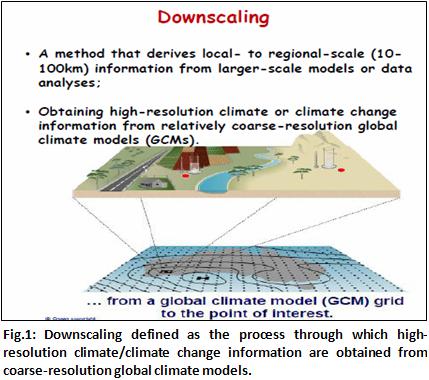 Downscaling
• A method that derives local- to regional-scale (10-
100km) information from larger-scale models or data
analyses;
• Obtaining high-resolution climate or climate change
information from relatively coarse-resolution global
climate models (GCMs).
H
... from a global climate model (GCM) grid
to the point of interest.
Fig.1: Downscaling defined as the process through which high-
resolution climate/climate change information are obtained from
coarse-resolution global climate models.